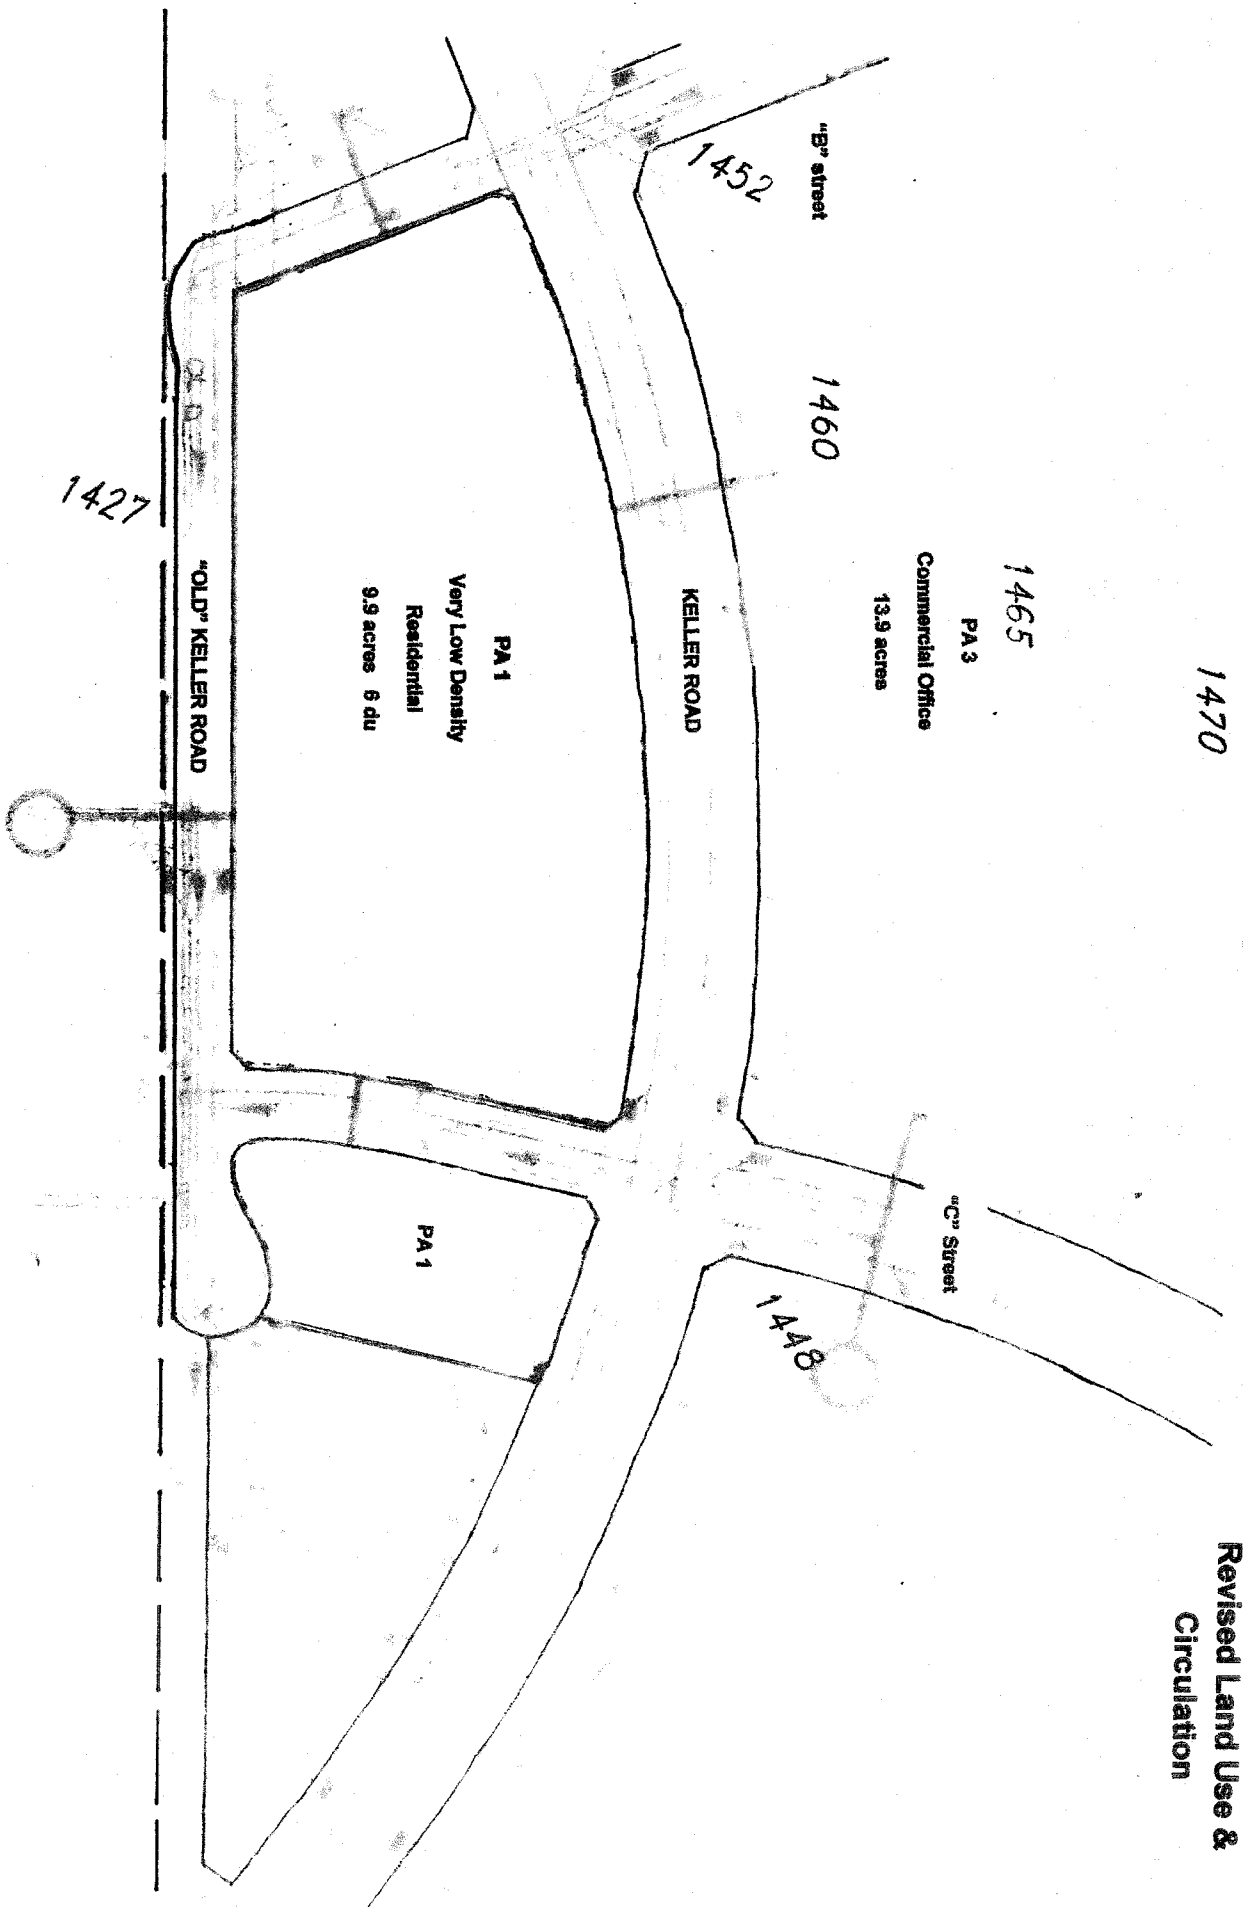 Revised Land Use &
Circulation
1470
1465
PA 3
Commercial Office
13.9 acres
"B" street
1452
1460
KELLER ROAD
"C" Street
1448
PA 1
Very Low Density
Residential
9.9 acres 6 du
PA 1
"OLD" KELLER ROAD
1427